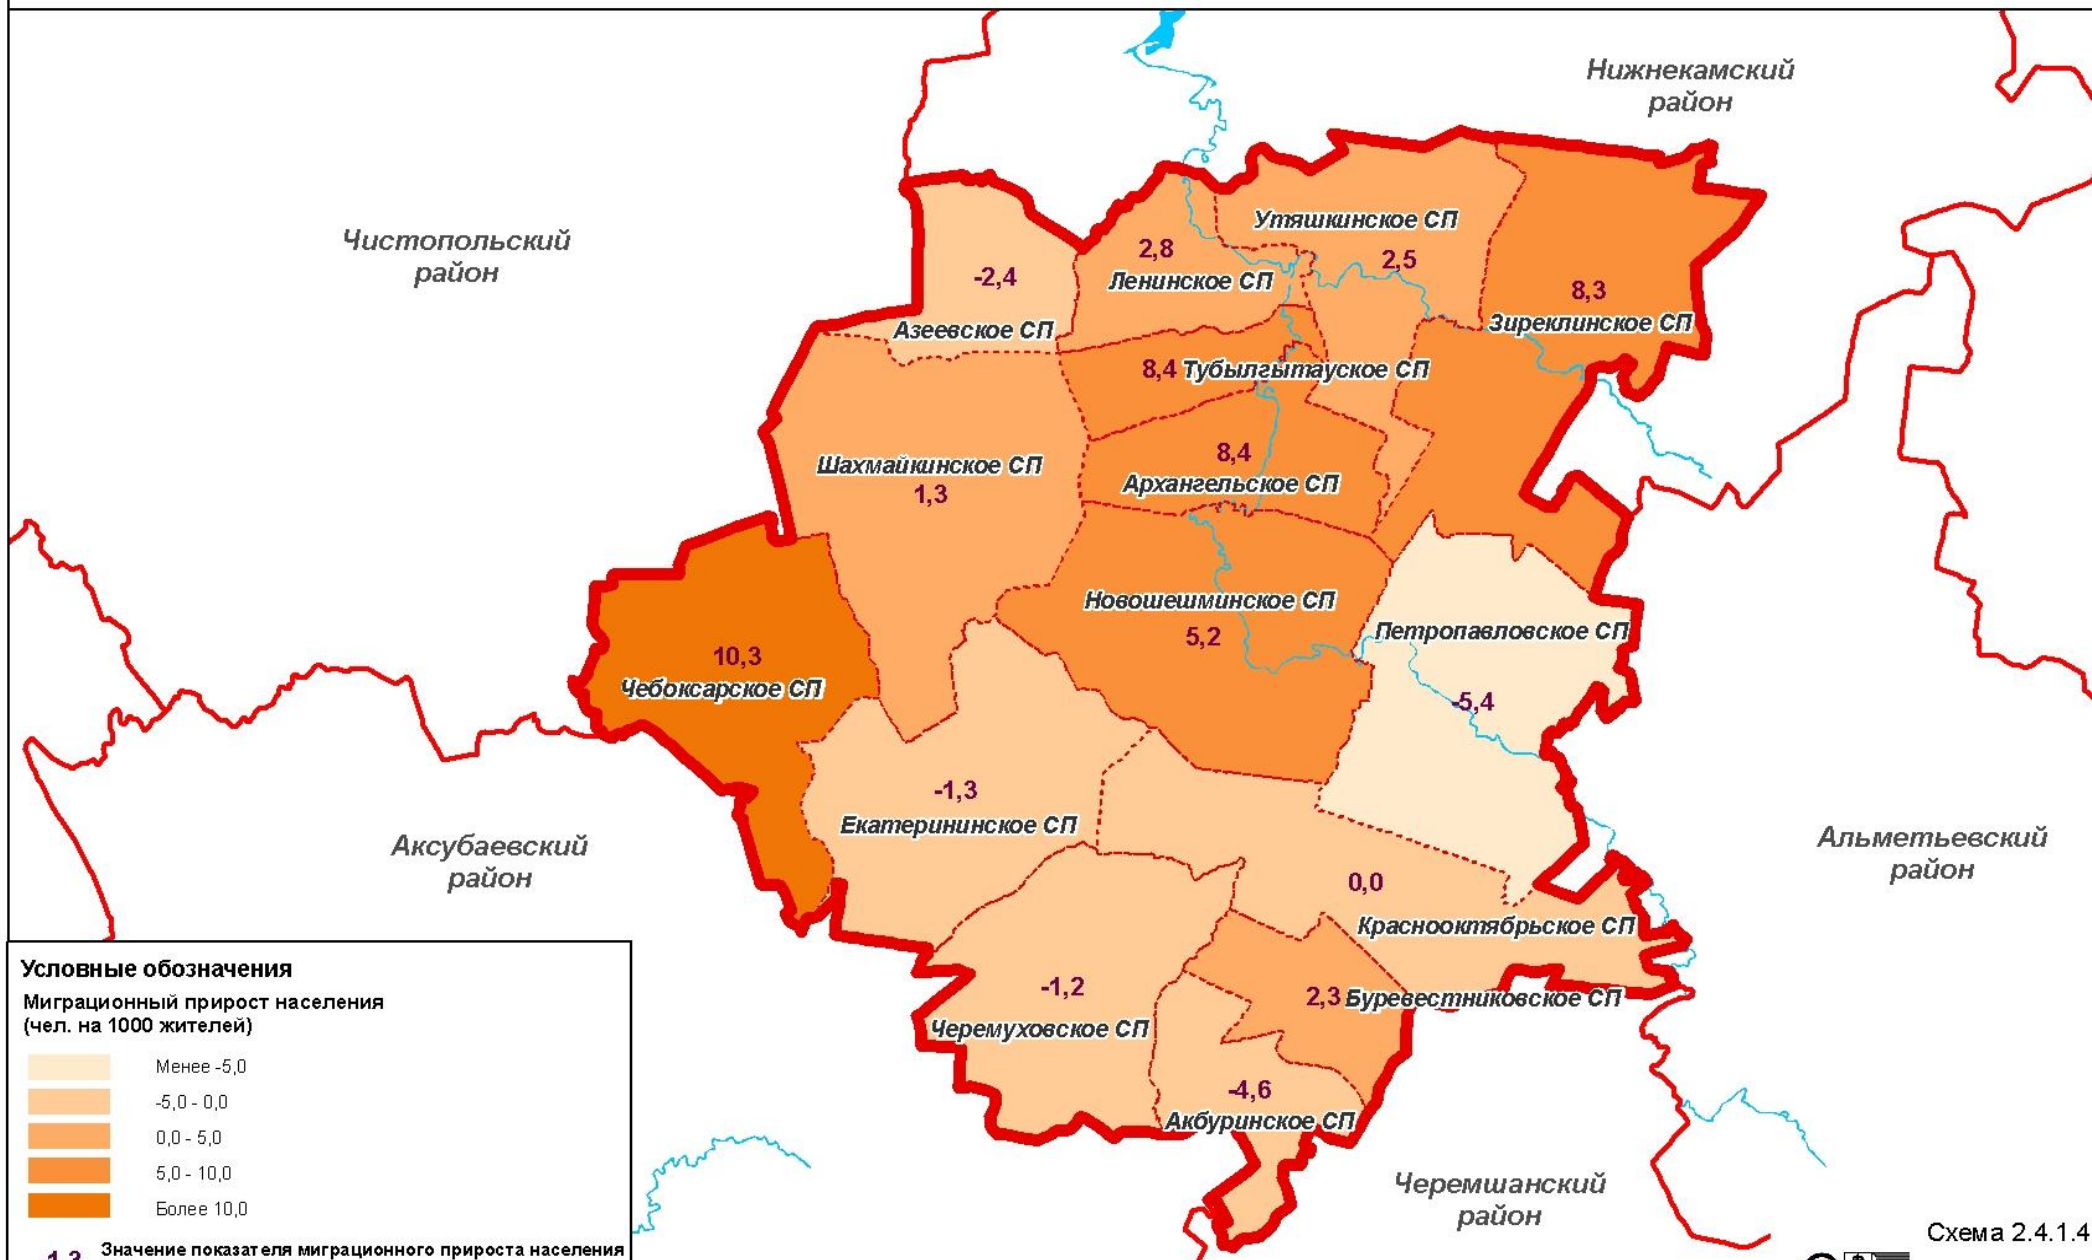 Нижнекамский
район
Чистопольский
район
Утяшкинское СП
2,5
2,8
Ленинское СП
-2,4
Азеевское СП
8,3
Зиреклинское СП
8,4 Тубылгытауское СП
8,4
Архангельское СП
Шахмайкинское СП
1,3
Новошешминское СП
5,2
Петропавловское СП
-5,4
10,3
Чебоксарское СП
-1,3
Екатерининское СП
Аксубаевский
район
Альметьевский
район
0,0
Краснооктябрьское СП
-1,2
Черемуховское СП
2,3 Буревестниковское СП
-4,6
Акбуринское СП
Черемшанский
район
Условные обозначения
Миграционный прирост населения
(чел. на 1000 жителей)
Менее -5,0
-5,0 - 0,0
0,0 - 5,0
5,0 - 10,0
Более 10,0
1,3 Значение показателя миграционного прироста населения
Схема 2.4.1.4